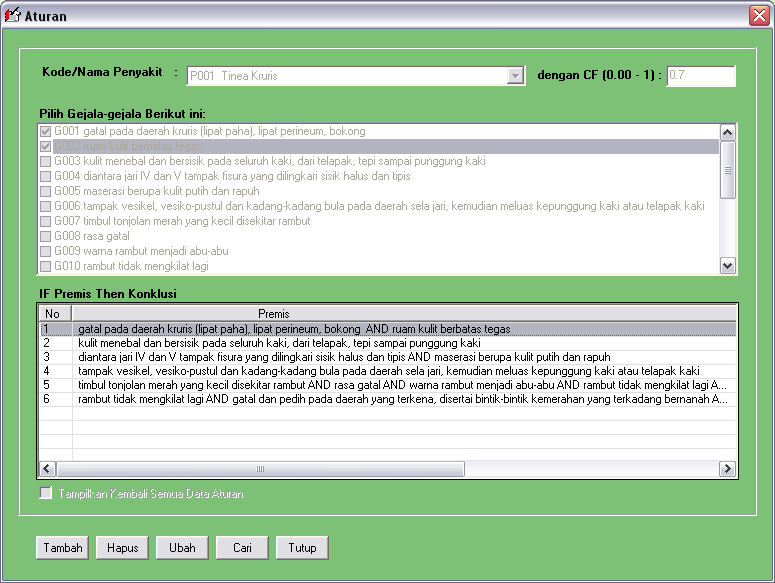 Aturan
Kode/Nama Penyakit :
P001 Tinea Kruris
dengan CF (0.00 - 1) :
0.7
Pilih Gejala-gejala Berikut ini:
G001 gatal pada daerah kruris (lipat paha), lipat perineum, bokong
G002 ruam kulit berbatas tegas
G003 kulit menebal dan bersisik pada seluruh kaki, dari telapak, tepi sampai punggung kaki
G004 diantara jari IV dan V tampak fisura yang dilingkari sisik halus dan tipis
G005 maserasi berupa kulit putih dan rapuh
G006 tampak vesikel, vesiko-pustul dan kadang-kadang bula pada daerah sela jari, kemudian meluas kepunggung kaki atau telapak kaki
G007 timbul tonjolan merah yang kecil disekitar rambut
G008 rasa gatal
G009 warna rambut menjadi abu-abu
G010 rambut tidak mengkilat lagi
IF Premis Then Konklusi
No Premis
1 gatal pada daerah kruris (lipat paha), lipat perineum, bokong AND ruam kulit berbatas tegas
2 kulit menebal dan bersisik pada seluruh kaki, dari telapak, tepi sampai punggung kaki
3 diantara jari IV dan V tampak fisura yang dilingkari sisik halus dan tipis AND maserasi berupa kulit putih dan rapuh
4 tampak vesikel, vesiko-pustul dan kadang-kadang bula pada daerah sela jari, kemudian meluas kepunggung kaki atau telapak kaki
5 timbul tonjolan merah yang kecil disekitar rambut AND rasa gatal AND warna rambut menjadi abu-abu AND rambut tidak mengkilat lagi A...
6 rambut tidak mengkilat lagi AND gatal dan pedih pada daerah yang terkena, disertai bintik-bintik kemerahan yang terkadang bernanah A...
Tampilkan Kembali Semua Data Aturan
Tambah Hapus Ubah Cari Tutup